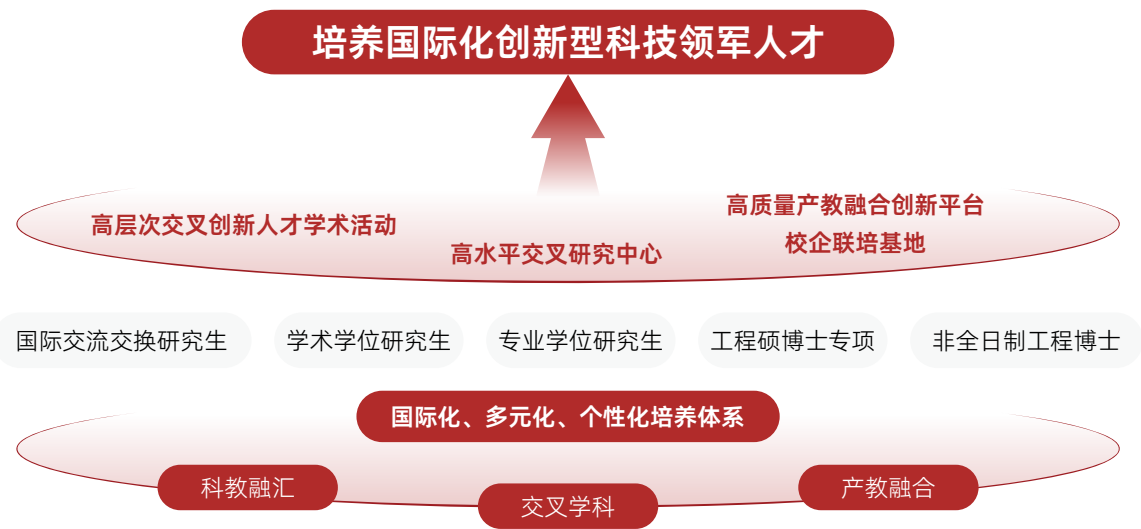 培养国际化创新型科技领军人才
高层次交叉创新人才学术活动
高水平交叉研究中心
高质量产教融合创新平台
校企联培基地
国际交流交换研究生
学术学位研究生
专业学位研究生
工程硕博士专项
非全日制工程博士
国际化、多元化、个性化培养体系
科教融汇
交叉学科
产教融合